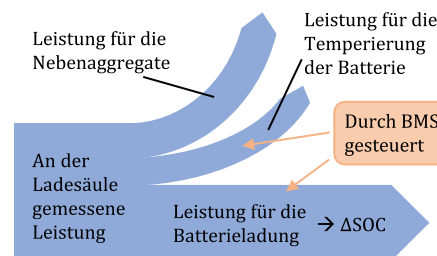 Leistung für die
Nebenaggregate
Leistung für die
Temperierung
der Batterie
Durch BMS
gesteuert
An der
Ladesäule
gemessene
Leistung
Leistung für die
Batterieladung → ΔSOC